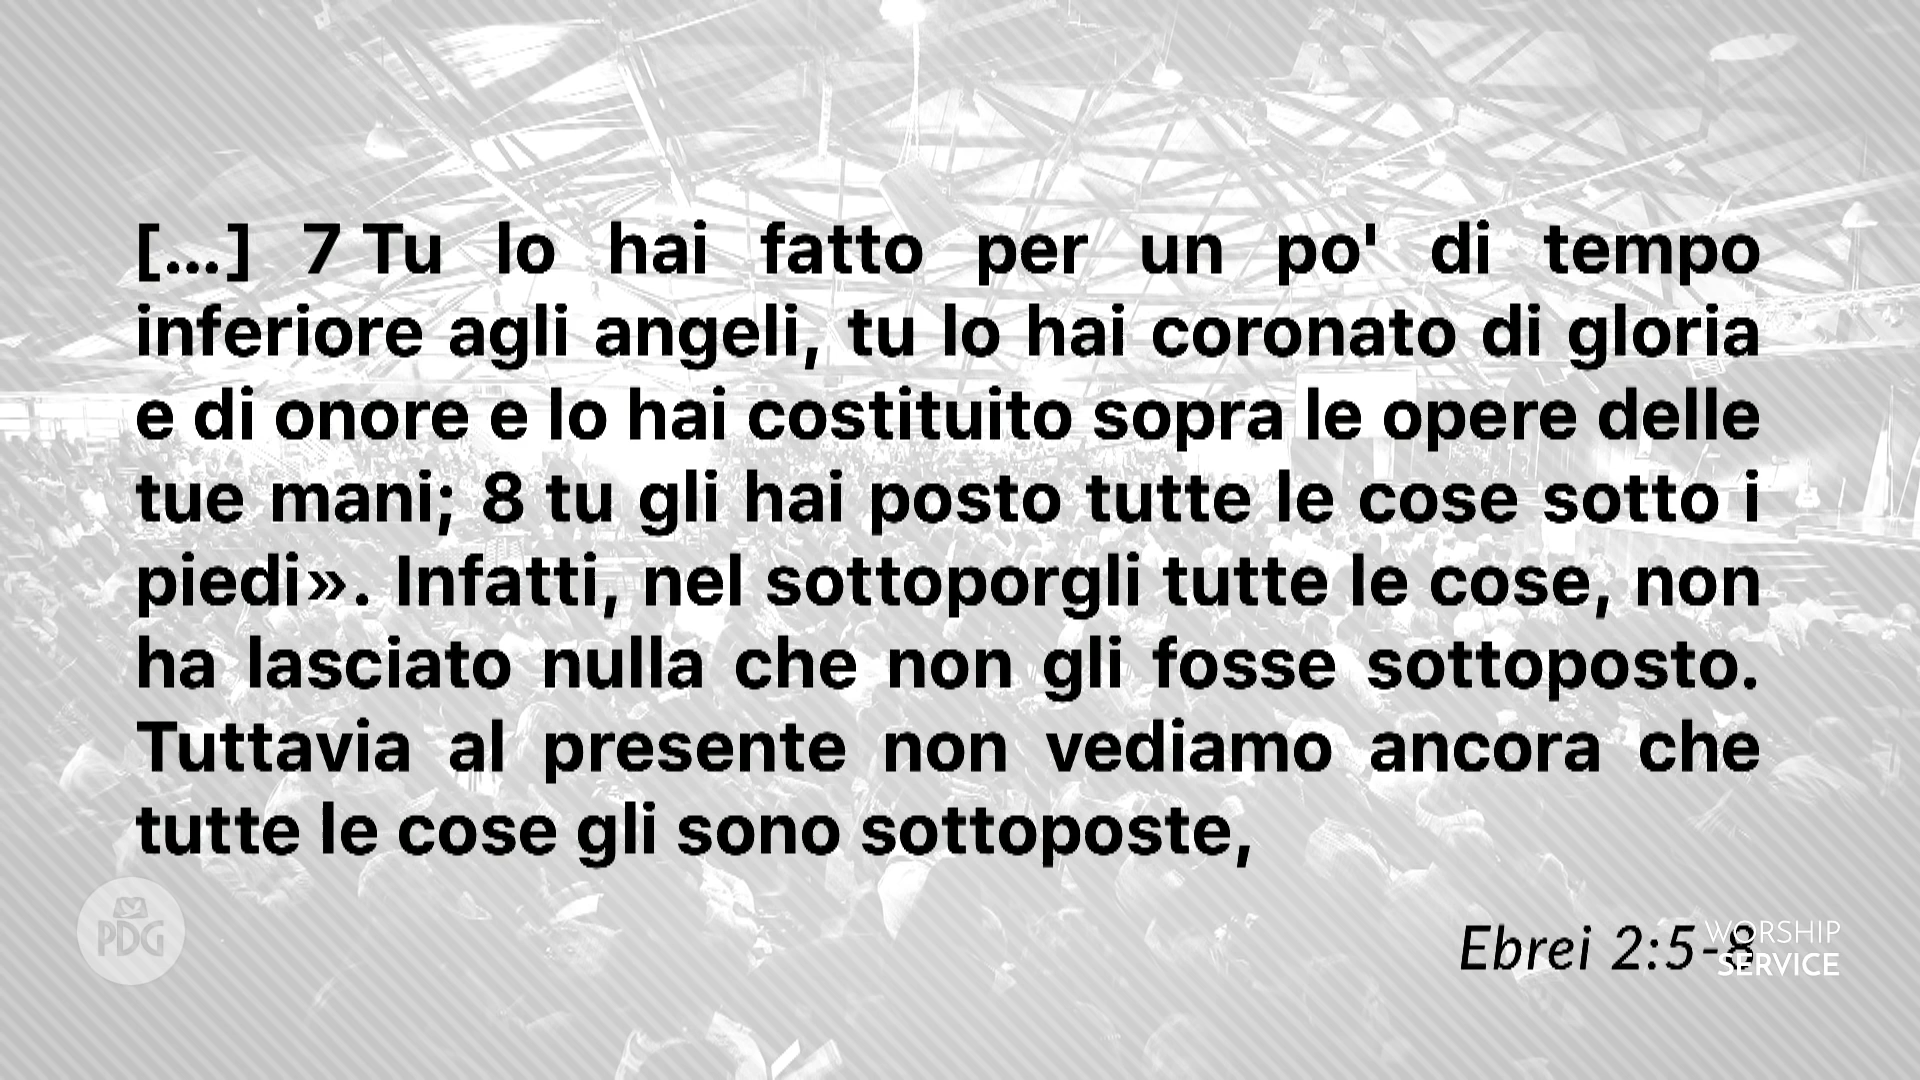 [...] 7 Tu lo hai fatto per un po' di tempo
inferiore agli angeli, tu lo hai coronato di gloria
e di onore e lo hai costituito sopra le opere delle
tue mani; 8 tu gli hai posto tutte le cose sotto i
piedi». Infatti, nel sottoporgli tutte le cose, non
ha lasciato nulla che non gli fosse sottoposto.
Tuttavia al presente non vediamo ancora che
tutte le cose gli sono sottoposte,
PDG
Ebrei 2:5-8
WORSHIP
SERVICE